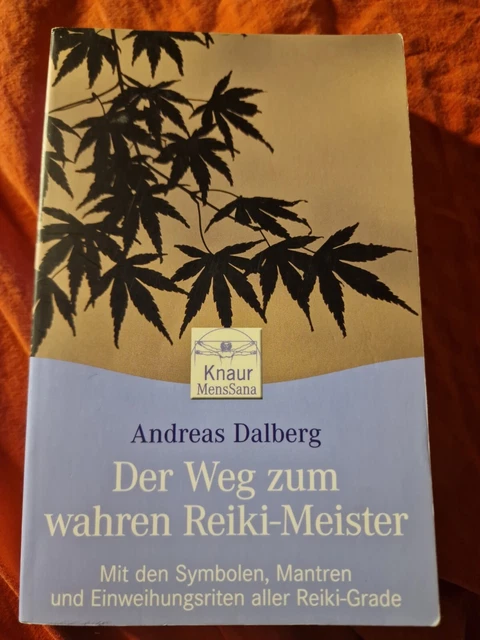 Knaur
MensSana
Andreas Dalberg
Der Weg zum
wahren Reiki-Meister
Mit den Symbolen, Mantren
und Einweihungsriten aller Reiki-Grade